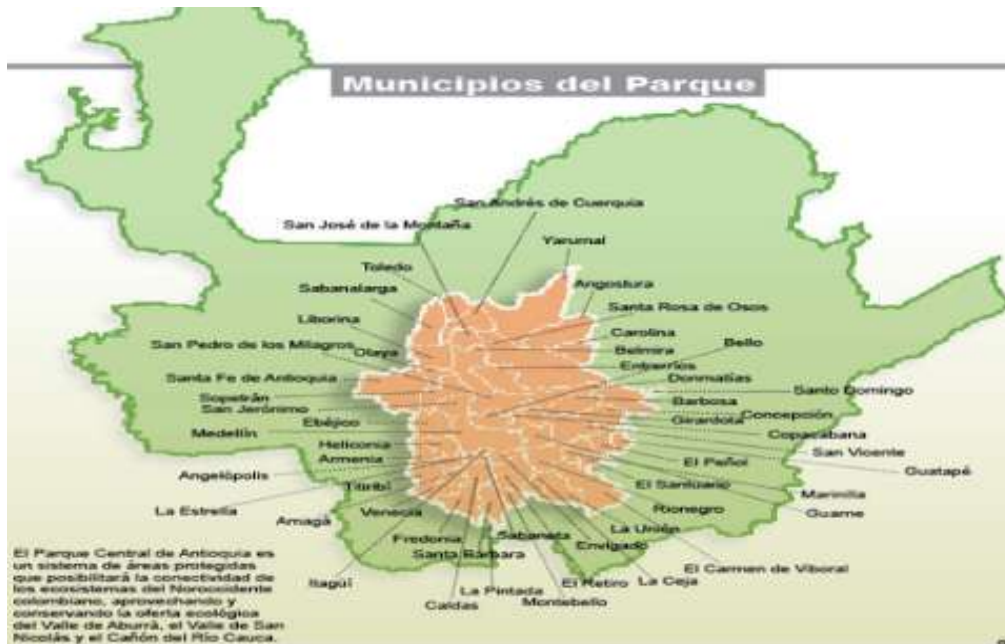 Municipios del Parque
San Andrés de Cuerquia
San José de la Montaña
Yarumal
Toledo
Angostura
Sabanalarga
Santa Rosa de Osos
Liborina
Carolina
San Pedro de los Milagros
Olaya
Belmira
Bello
Entrerríos
Santa Fe de Antioquia
Donmatías
Santo Domingo
Sopetrán
Barbosa
San Jerónimo
Concepción
Ebéjico
Girardota
Medellín
Copacabana
Heliconia
San Vicente
Armenia
El Peñol
Guatapé
Angelópolis
Titiribí
El Santuario
Marinilla
La Estrella
Venecia
Rionegro
Guarne
Amagá
La Unión
Fredonia
Sabaneta
Envigado
Santa Bárbara
El Carmen de Viboral
Itagüí
La Pintada
El Retiro
La Ceja
Caldas
Montebello
El Parque Central de Antioquia es
un sistema de áreas protegidas
que posibilitará la conectividad de
los ecosistemas del Noroccidente
colombiano, aprovechando y
conservando la oferta ecológica
del Valle de Aburrá, el Valle de San
Nicolás y el Cañón del Río Cauca.